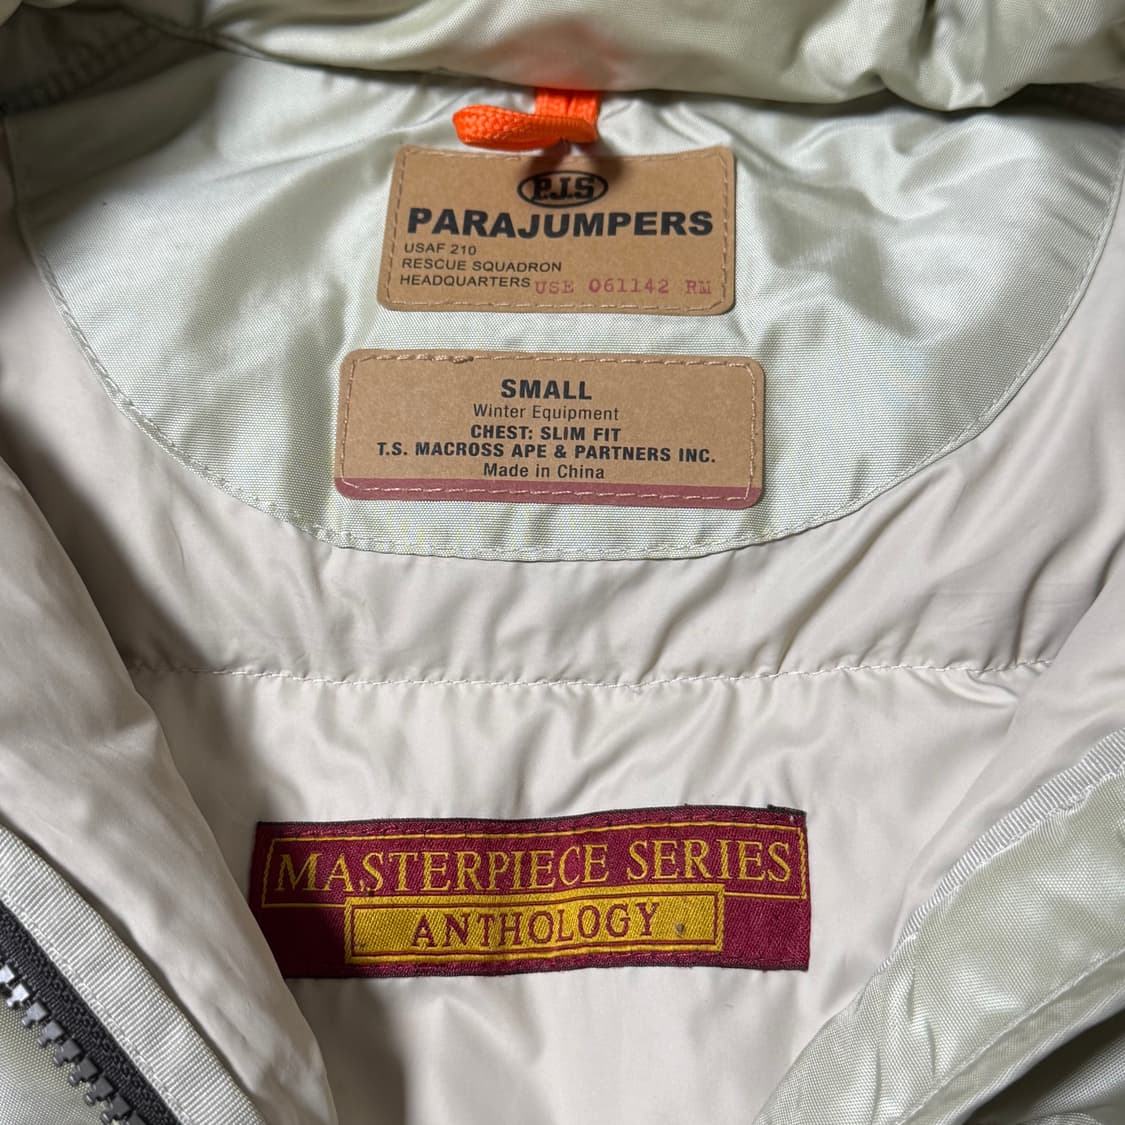 P.J.S
PARAJUMPERS
USAF 210
RESCUE SQUADRON
HEADQUARTERS USE 061142 RM
SMALL
Winter Equipment
CHEST: SLIM FIT
T.S. MACROSS APE & PARTNERS INC.
Made in China
MASTERPIECE SERIES
ANTHOLOGY